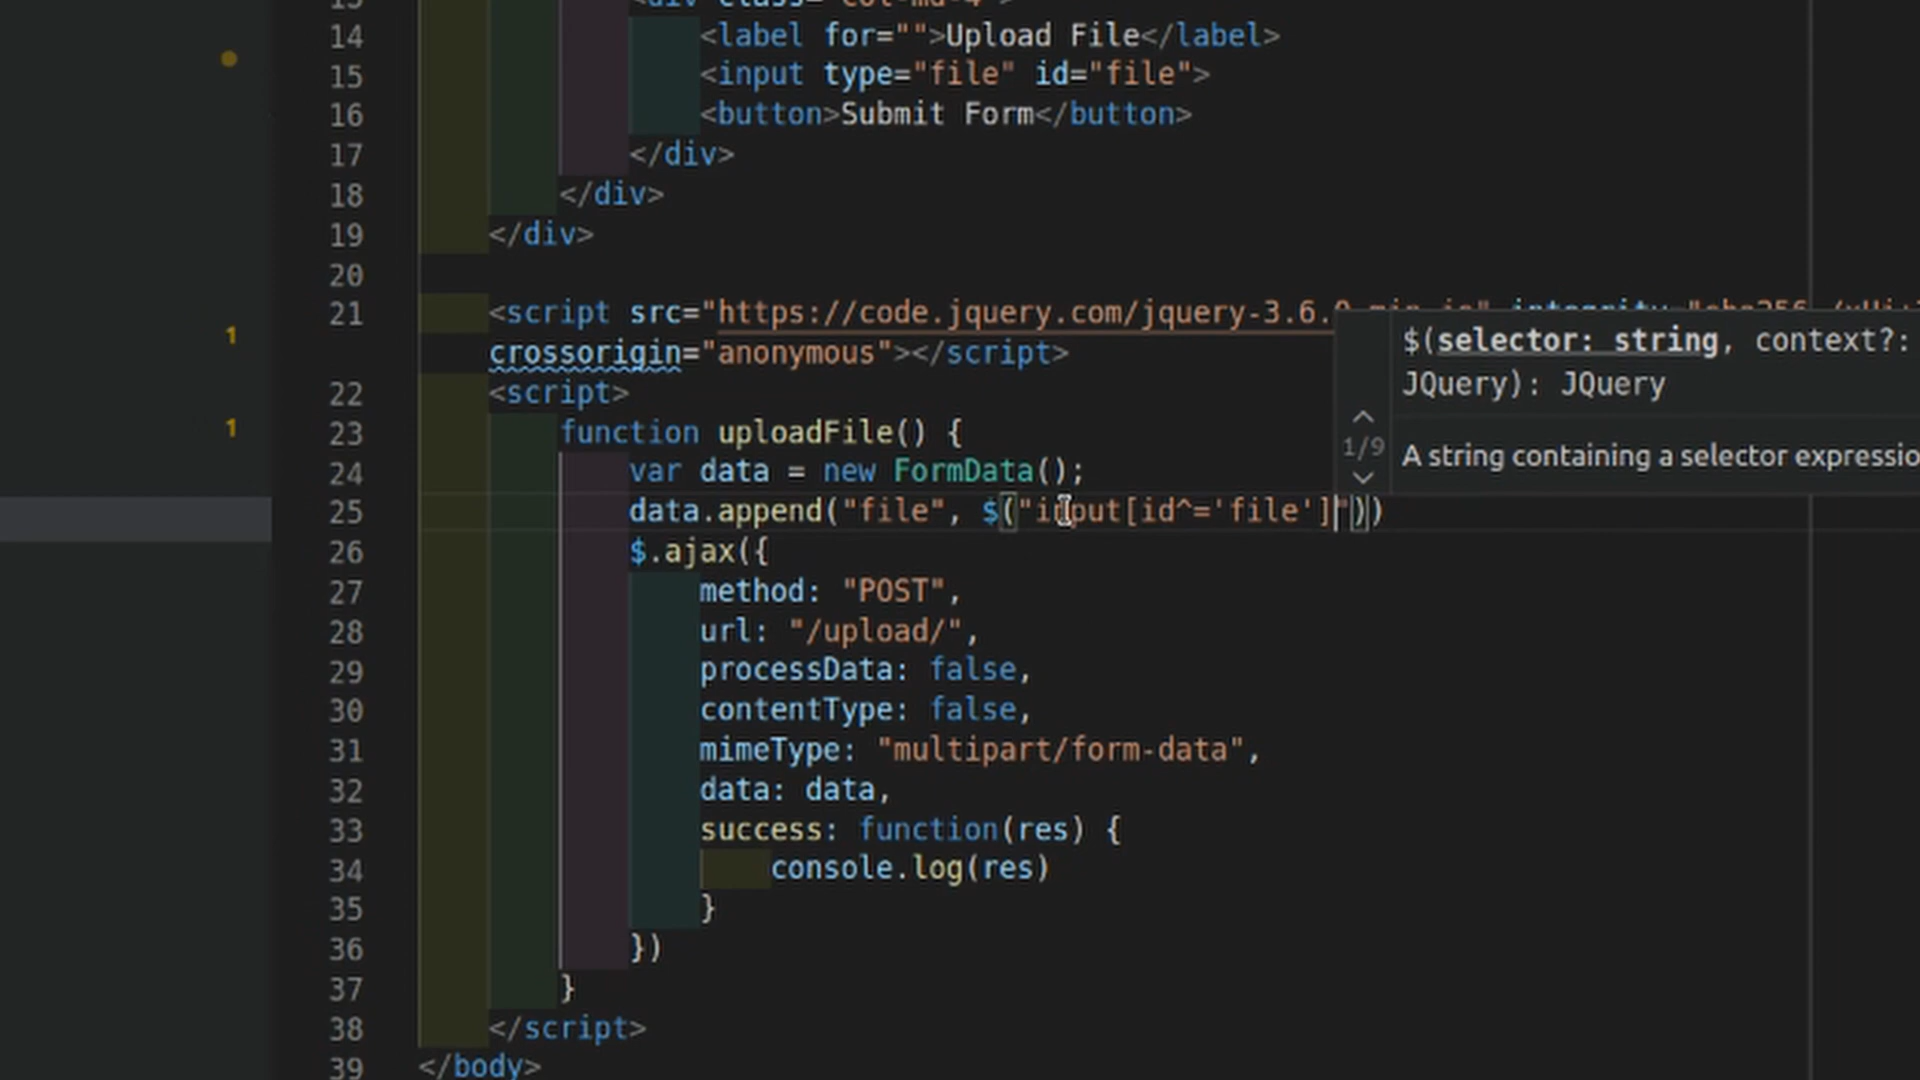 14 <label for="">Upload File</label>
15 <input type="file" id="file">
16 <button>Submit Form</button>
17 </div>
18 </div>
19 </div>
20
21 <script src="https://code.jquery.com/jquery-3.6.
crossorigin="anonymous"></script>
22 <script>
23 function uploadFile() {
24 var data = new FormData();
25 data.append("file", $("input[id^='file']"))
26 $.ajax({
27 method: "POST",
28 url: "/upload/",
29 processData: false,
30 contentType: false,
31 mimeType: "multipart/form-data",
32 data: data,
33 success: function(res) {
34 console.log(res)
35 }
36 })
37 }
38 </script>
39 </body>
$(selector: string, context?:
JQuery): JQuery
1/9
A string containing a selector expressio
1
1